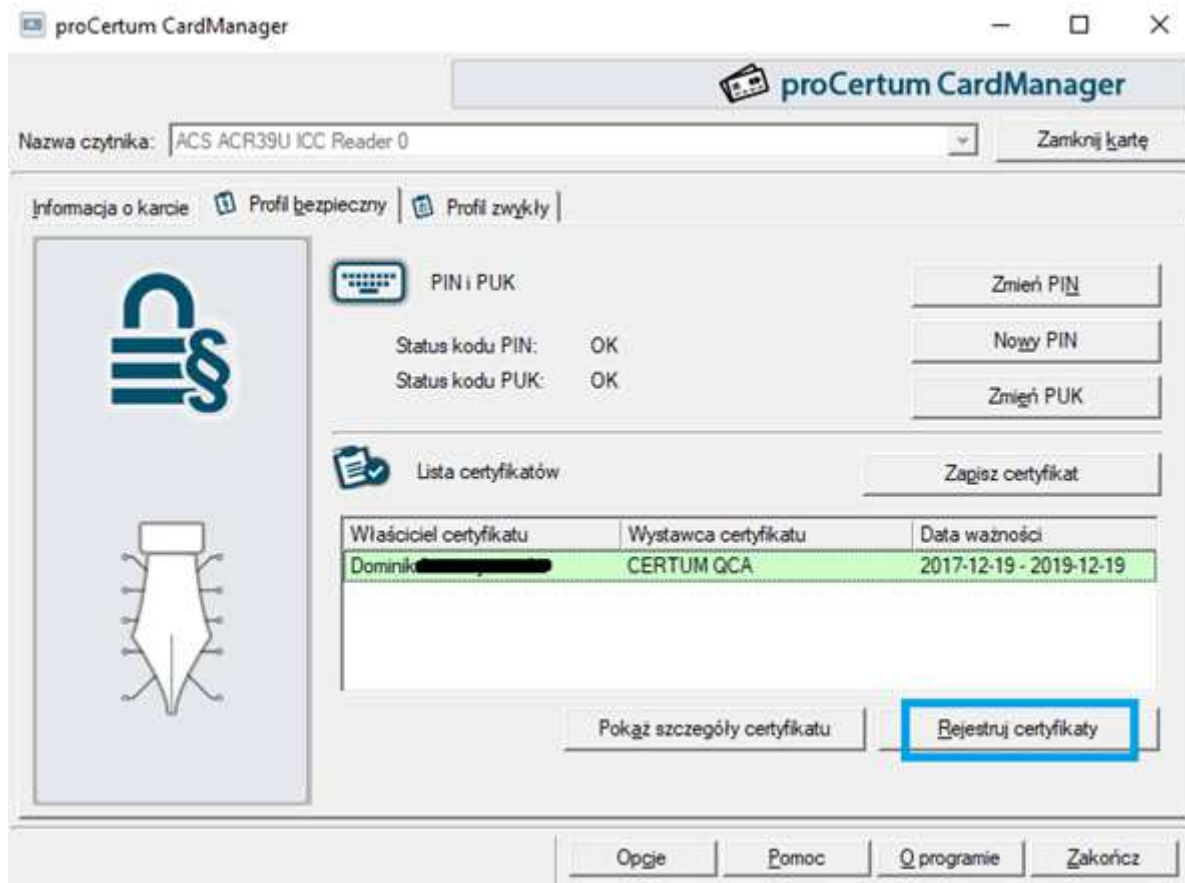 proCertum CardManager
proCertum CardManager
Nazwa czytnika: ACS ACR39U ICC Reader 0 Zamknij kartę
Informacja o karcie Profil bezpieczny Profil zwykły
PIN i PUK Zmień PIN
Status kodu PIN: OK Nowy PIN
Status kodu PUK: OK Zmień PUK
Lista certyfikatów Zapisz certyfikat
Właściciel certyfikatu Wystawca certyfikatu Data ważności
Dominik CERTUM QCA 2017-12-19 - 2019-12-19
Pokaż szczegóły certyfikatu Rejestruj certyfikaty
Opcje Pomoc O programie Zakończ